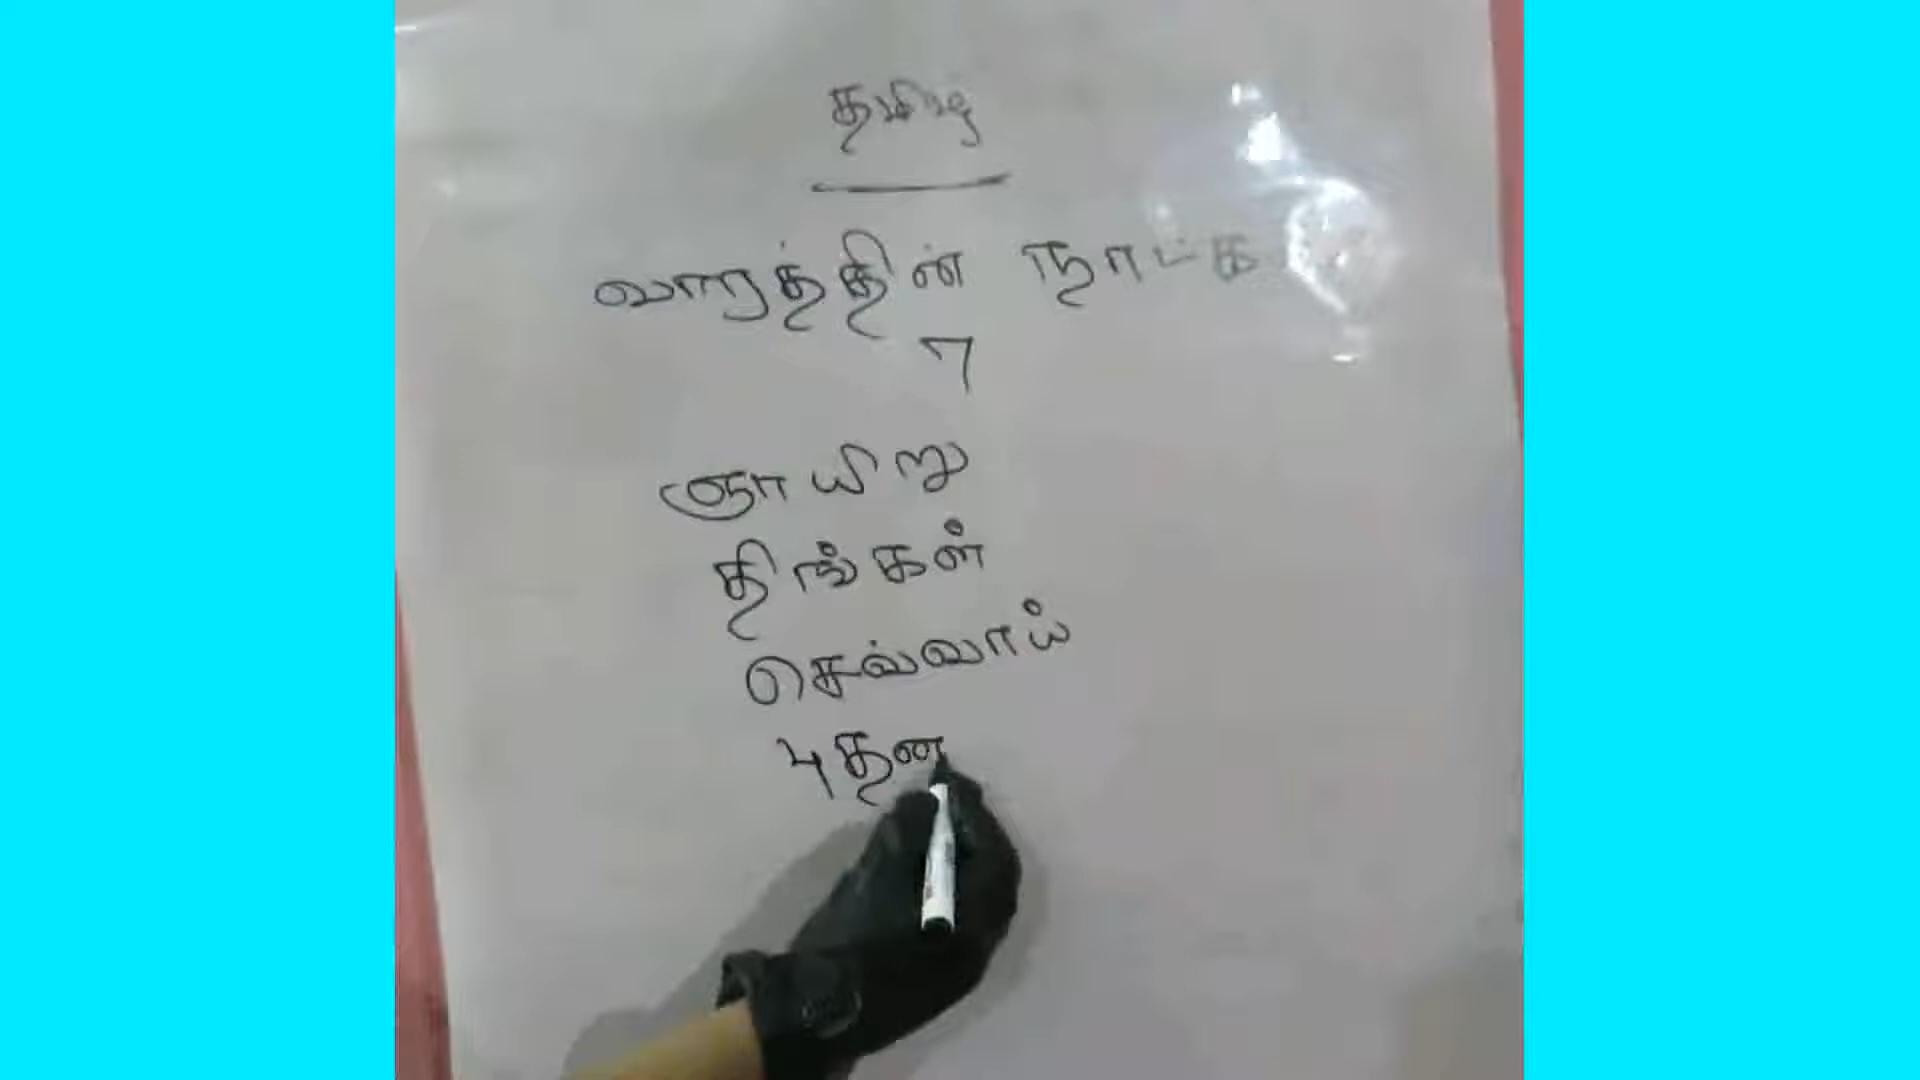 தமிழ்
வாரத்தின் நாட்க
7
ஞாயிறு
திங்கள்
செவ்வாய்
புதன